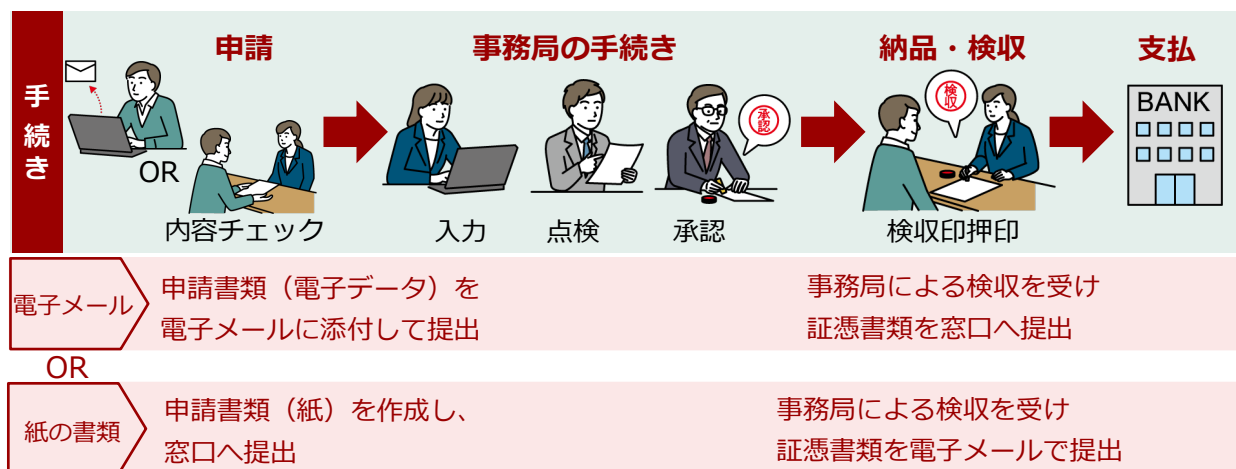 手続き
申請
事務局の手続き
納品・検収
支払
OR
承認
検収
BANK
内容チェック
入力
点検
承認
検収印押印
電子メール
申請書類（電子データ）を
電子メールに添付して提出
事務局による検収を受け
証憑書類を窓口へ提出
OR
紙の書類
申請書類（紙）を作成し、
窓口へ提出
事務局による検収を受け
証憑書類を電子メールで提出